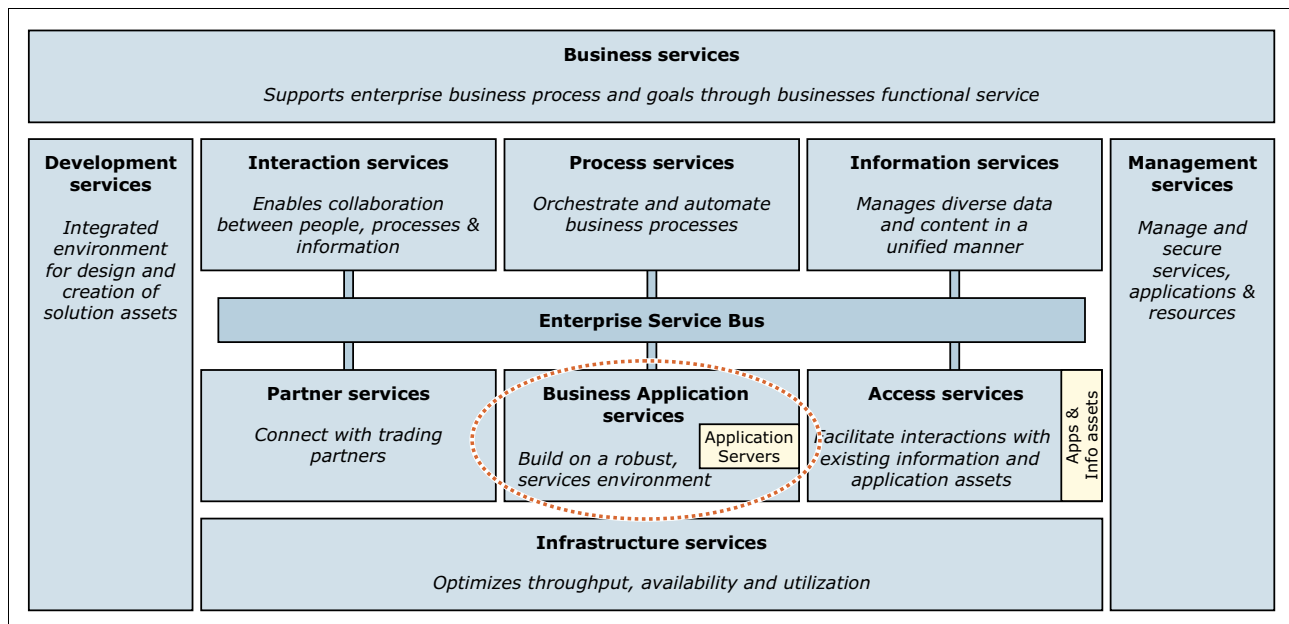 Business services
Supports enterprise business process and goals through businesses functional service
Development
services
Integrated
environment
for design and
creation of
solution assets
Interaction services
Enables collaboration
between people, processes &
information
Process services
Orchestrate and automate
business processes
Information services
Manages diverse data
and content in a
unified manner
Management
services
Manage and
secure
services,
applications &
resources
Enterprise Service Bus
Partner services
Connect with trading
partners
Business Application
services
Application
Servers
Build on a robust,
services environment
Access services
Facilitate interactions with
existing information and
application assets
Apps &
Info assets
Infrastructure services
Optimizes throughput, availability and utilization